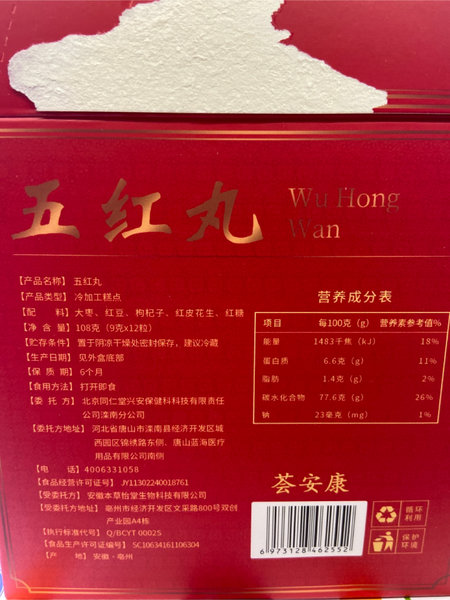 五红丸
Wu Hong
Wan
【产品名称】 五红丸
【产品类型】 冷加工糕点
【配　　料】 大枣、红豆、枸杞子、红皮花生、红糖
【净 含 量】 108克 (9克x12粒)
【贮存条件】 置于阴凉干燥处密封保存，建议冷藏
【生产日期】 见外盒底部
【保 质 期】 6个月
【食用方法】 打开即食
【委 托 方】 北京同仁堂兴安保健科科技有限责任
公司滦南分公司
【委托方地址】 河北省唐山市滦南县经济开发区城
西园区锦绣路东侧、唐山蓝海医疗
用品有限公司南侧
【电　　话】 4006331058
【食品经营许可证号】 JY11302240018761
【受委托方】 安徽本草怡堂生物科技有限公司
【受委托方地址】 亳州市经济开发区文采路800号双创
产业园A4栋
【执行标准代号】 Q/BCYT 0002S
【食品生产许可证编号】 SC10634161106304
【产　　地】 安徽·亳州
营养成分表
项目 每100克 (g) 营养素参考值%
能量 1483千焦 (kJ) 18%
蛋白质 6.6克 (g) 11%
脂肪 1.4克 (g) 2%
碳水化合物 77.6克 (g) 26%
钠 23毫克 (mg) 1%
荟安康
6 973128 462552
循环
利用
保护
环境